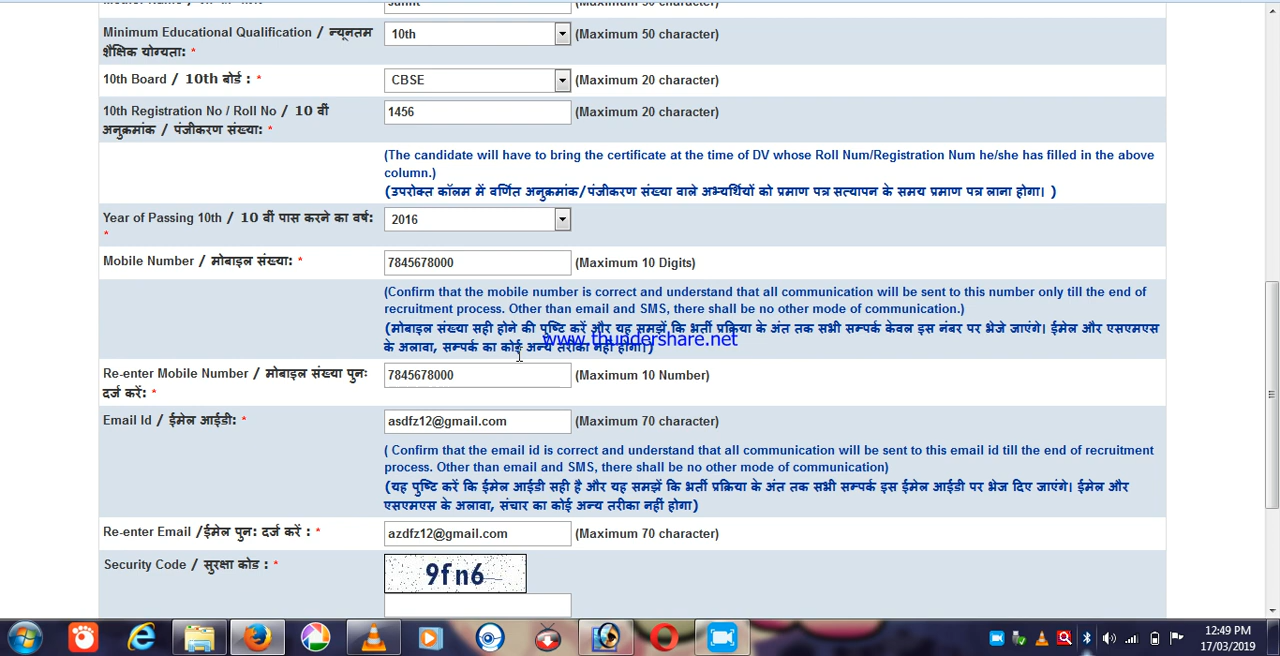 Minimum Educational Qualification / न्यूनतम 10th (Maximum 50 character)
शैक्षिक योग्यता: *
10th Board / 10th बोर्ड : * CBSE (Maximum 20 character)
10th Registration No / Roll No / 10 वीं 1456 (Maximum 20 character)
अनुक्रमांक / पंजीकरण संख्या: *
(The candidate will have to bring the certificate at the time of DV whose Roll Num/Registration Num he/she has filled in the above
column.)
(उपरोक्त कॉलम में वर्णित अनुक्रमांक/पंजीकरण संख्या वाले अभ्यर्थियों को प्रमाण पत्र सत्यापन के समय प्रमाण पत्र लाना होगा। )
Year of Passing 10th / 10 वीं पास करने का वर्ष: 2016
*
Mobile Number / मोबाइल संख्या: * 7845678000 (Maximum 10 Digits)
(Confirm that the mobile number is correct and understand that all communication will be sent to this number only till the end of
recruitment process. Other than email and SMS, there shall be no other mode of communication.)
(मोबाइल संख्या सही होने की पुष्टि करें और यह समझें कि भर्ती प्रक्रिया के अंत तक सभी सम्पर्क केवल इस नंबर पर भेजे जाएंगे। ईमेल और एसएमएस
www.thundershare.net
के अलावा, सम्पर्क का कोई अन्य तरीका नहीं होगा।)
Re-enter Mobile Number / मोबाइल संख्या पुनः 7845678000 (Maximum 10 Number)
दर्ज करें: *
Email Id / ईमेल आईडी: * asdfz12@gmail.com (Maximum 70 character)
( Confirm that the email id is correct and understand that all communication will be sent to this email id till the end of recruitment
process. Other than email and SMS, there shall be no other mode of communication)
(यह पुष्टि करें कि ईमेल आईडी सही है और यह समझें कि भर्ती प्रक्रिया के अंत तक सभी सम्पर्क इस ईमेल आईडी पर भेज दिए जाएंगे। ईमेल और
एसएमएस के अलावा, संचार का कोई अन्य तरीका नहीं होगा)
Re-enter Email /ईमेल पुन: दर्ज करें : * azdfz12@gmail.com (Maximum 70 character)
Security Code / सुरक्षा कोड : * 9fn6
12:49 PM
17/03/2019